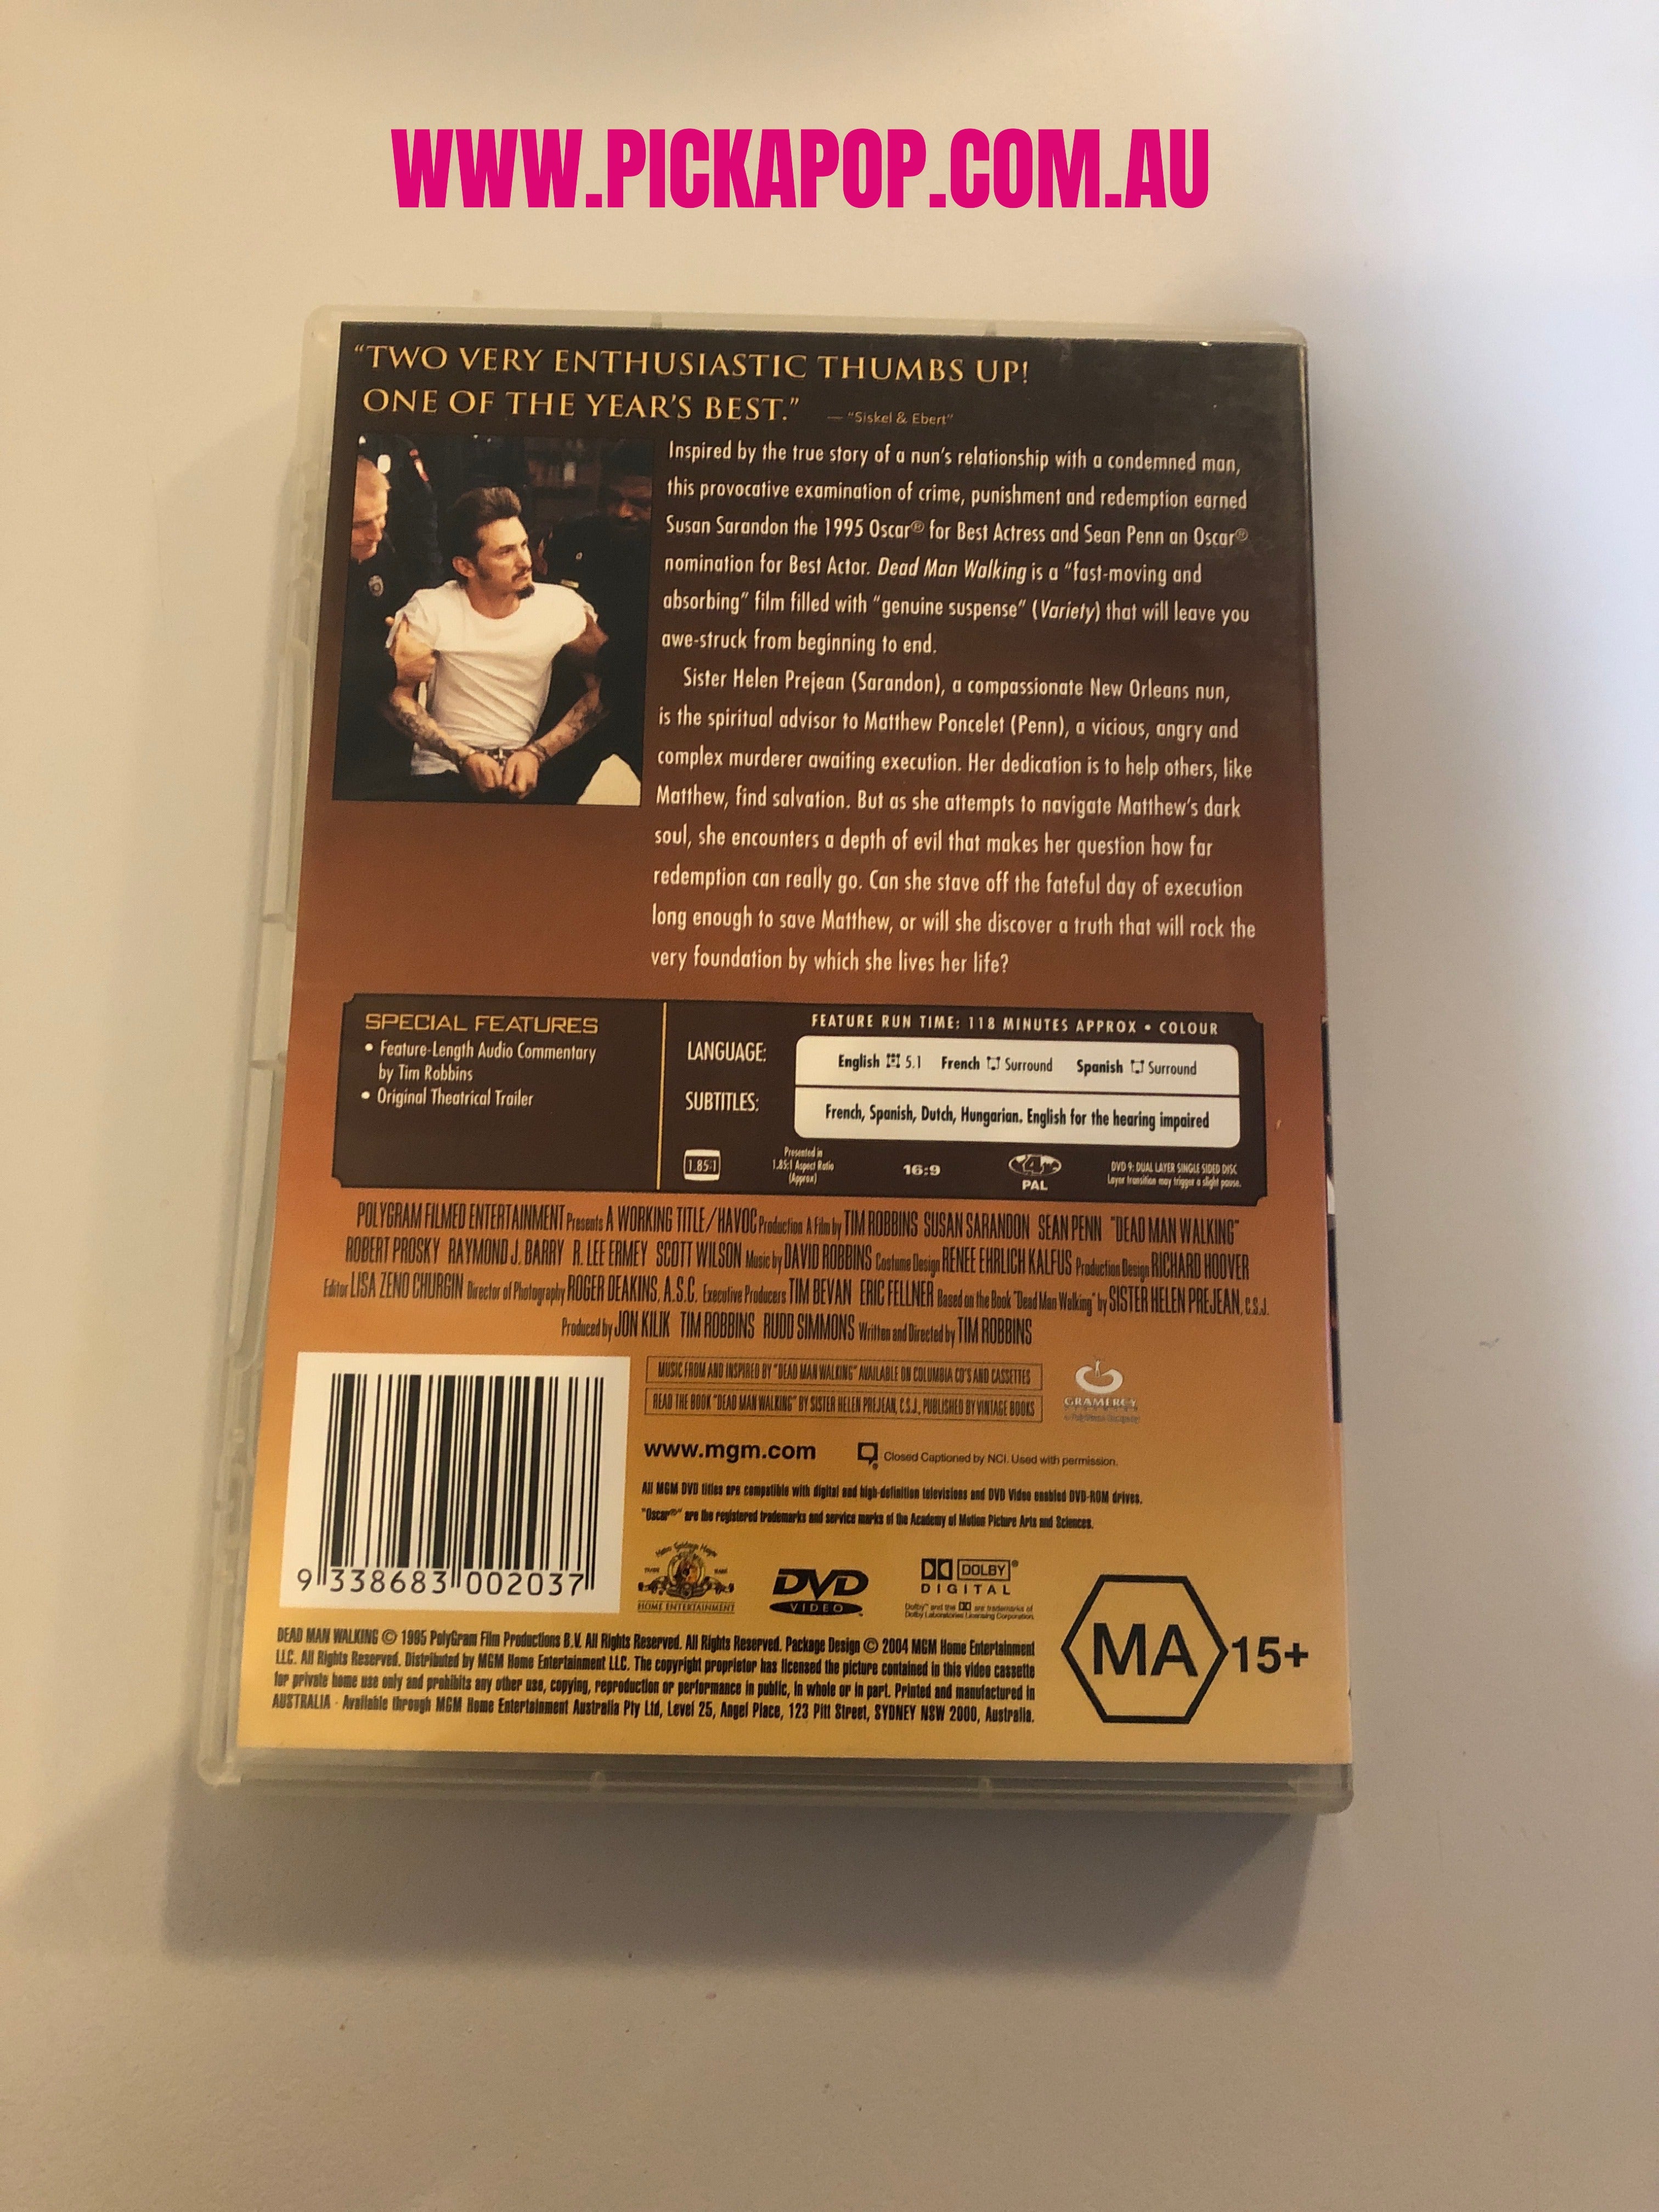 WWW.PICKAPOP.COM.AU
“TWO VERY ENTHUSIASTIC THUMBS UP!
ONE OF THE YEAR’S BEST.” — “Siskel & Ebert”
Inspired by the true story of a nun’s relationship with a condemned man,
this provocative examination of crime, punishment and redemption earned
Susan Sarandon the 1995 Oscar® for Best Actress and Sean Penn an Oscar®
nomination for Best Actor. Dead Man Walking is a “fast-moving and
absorbing” film filled with “genuine suspense” (Variety) that will leave you
awe-struck from beginning to end.
Sister Helen Prejean (Sarandon), a compassionate New Orleans nun,
is the spiritual advisor to Matthew Poncelet (Penn), a vicious, angry and
complex murderer awaiting execution. Her dedication is to help others, like
Matthew, find salvation. But as she attempts to navigate Matthew’s dark
soul, she encounters a depth of evil that makes her question how far
redemption can really go. Can she stave off the fateful day of execution
long enough to save Matthew, or will she discover a truth that will rock the
very foundation by which she lives her life?
SPECIAL FEATURES
• Feature-Length Audio Commentary
by Tim Robbins
• Original Theatrical Trailer
FEATURE RUN TIME: 118 MINUTES APPROX • COLOUR
LANGUAGE: English 5.1 French Surround Spanish Surround
SUBTITLES: French, Spanish, Dutch, Hungarian. English for the hearing impaired
1.85:1
Presented in
1.85:1 Aspect Ratio
(Approx)
16:9
4
PAL
DVD 9: DUAL LAYER SINGLE SIDED DISC
Layer transition may trigger a slight pause.
POLYGRAM FILMED ENTERTAINMENT Presents A WORKING TITLE/HAVOC Production A Film by TIM ROBBINS SUSAN SARANDON SEAN PENN “DEAD MAN WALKING”
ROBERT PROSKY RAYMOND J. BARRY R. LEE ERMEY SCOTT WILSON Music by DAVID ROBBINS Costume Design RENEE EHRLICH KALFUS Production Design RICHARD HOOVER
Editor LISA ZENO CHURGIN Director of Photography ROGER DEAKINS, A.S.C. Executive Producers TIM BEVAN ERIC FELLNER Based on the Book “Dead Man Walking” by SISTER HELEN PREJEAN, C.S.J.
Produced by JON KILIK TIM ROBBINS RUDD SIMMONS Written and Directed by TIM ROBBINS
MUSIC FROM AND INSPIRED BY “DEAD MAN WALKING” AVAILABLE ON COLUMBIA CD’S AND CASSETTES
READ THE BOOK “DEAD MAN WALKING” BY SISTER HELEN PREJEAN, C.S.J., PUBLISHED BY VINTAGE BOOKS
GRAMERCY
www.mgm.com
Closed Captioned by NCI. Used with permission.
All MGM DVD titles are compatible with digital and high-definition televisions and DVD Video enabled DVD-ROM drives.
“Oscar®” are the registered trademarks and service marks of the Academy of Motion Picture Arts and Sciences.
9 338683 002037
HOME ENTERTAINMENT
DVD
VIDEO
DOLBY®
DIGITAL
Dolby™ and the are trademarks of
Dolby Laboratories Licensing Corporation.
MA 15+
DEAD MAN WALKING © 1995 PolyGram Film Productions B.V. All Rights Reserved. All Rights Reserved. Package Design © 2004 MGM Home Entertainment
LLC. All Rights Reserved. Distributed by MGM Home Entertainment LLC. The copyright proprietor has licensed the picture contained in this video cassette
for private home use only and prohibits any other use, copying, reproduction or performance in public, in whole or in part. Printed and manufactured in
AUSTRALIA - Available through MGM Home Entertainment Australia Pty Ltd, Level 25, Angel Place, 123 Pitt Street, SYDNEY NSW 2000, Australia.